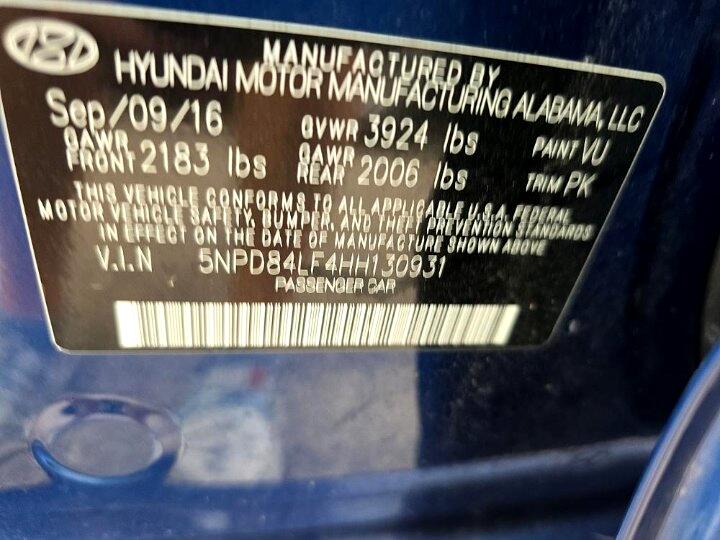 MANUFACTURED BY
HYUNDAI MOTOR MANUFACTURING ALABAMA, LLC
Sep/09/16 GVWR 3924 lbs PAINT VU
GAWR FRONT 2183 lbs GAWR REAR 2006 lbs TRIM PK
THIS VEHICLE CONFORMS TO ALL APPLICABLE U.S.A. FEDERAL
MOTOR VEHICLE SAFETY, BUMPER, AND THEFT PREVENTION STANDARDS
IN EFFECT ON THE DATE OF MANUFACTURE SHOWN ABOVE
V.I.N 5NPD84LF4HH130931
PASSENGER CAR